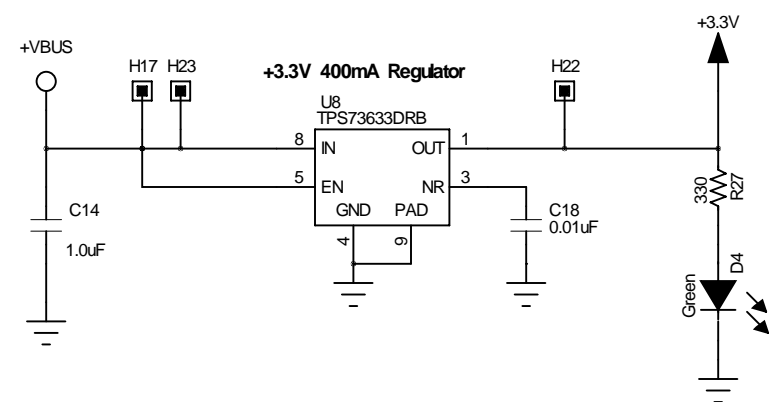 +3.3V
+VBUS
H17 H23
+3.3V 400mA Regulator
H22
U8
TPS73633DRB
8 IN OUT 1
5 EN NR 3
GND PAD
4 9
C14
1.0uF
C18
0.01uF
330
R27
Green
D4